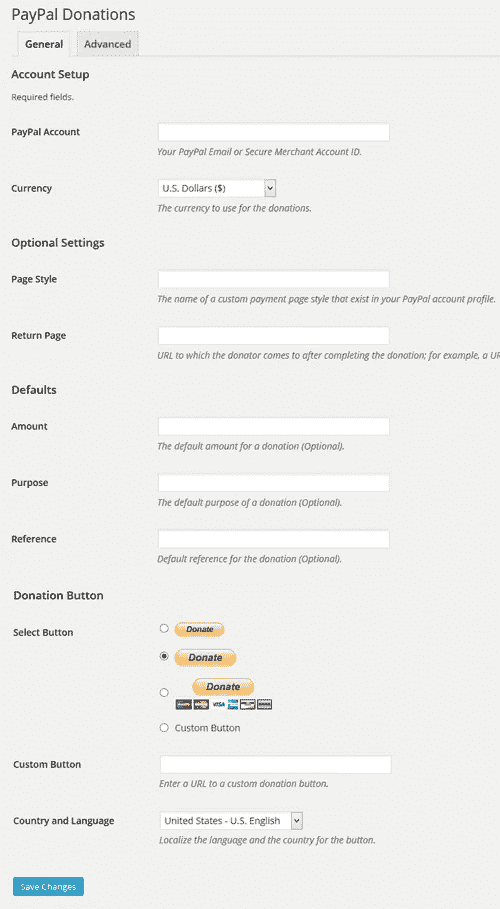 PayPal Donations
General Advanced
Account Setup
Required fields.
PayPal Account
Your PayPal Email or Secure Merchant Account ID.
Currency U.S. Dollars ($)
The currency to use for the donations.
Optional Settings
Page Style
The name of a custom payment page style that exist in your PayPal account profile.
Return Page
URL to which the donator comes to after completing the donation; for example, a UR
Defaults
Amount
The default amount for a donation (Optional).
Purpose
The default purpose of a donation (Optional).
Reference
Default reference for the donation (Optional).
Donation Button
Select Button Donate
Donate
Donate
VISA
Custom Button
Custom Button
Enter a URL to a custom donation button.
Country and Language United States - U.S. English
Localize the language and the country for the button.
Save Changes